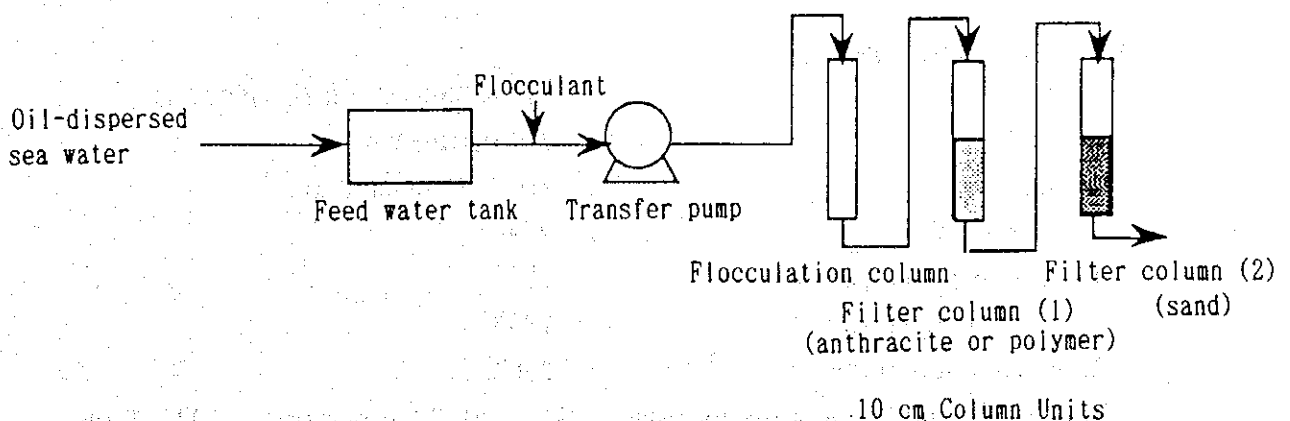 Flocculant
Oil-dispersed
sea water
Feed water tank
Transfer pump
Flocculation column
Filter column (1)
(anthracite or polymer)
Filter column (2)
(sand)
10 cm Column Units